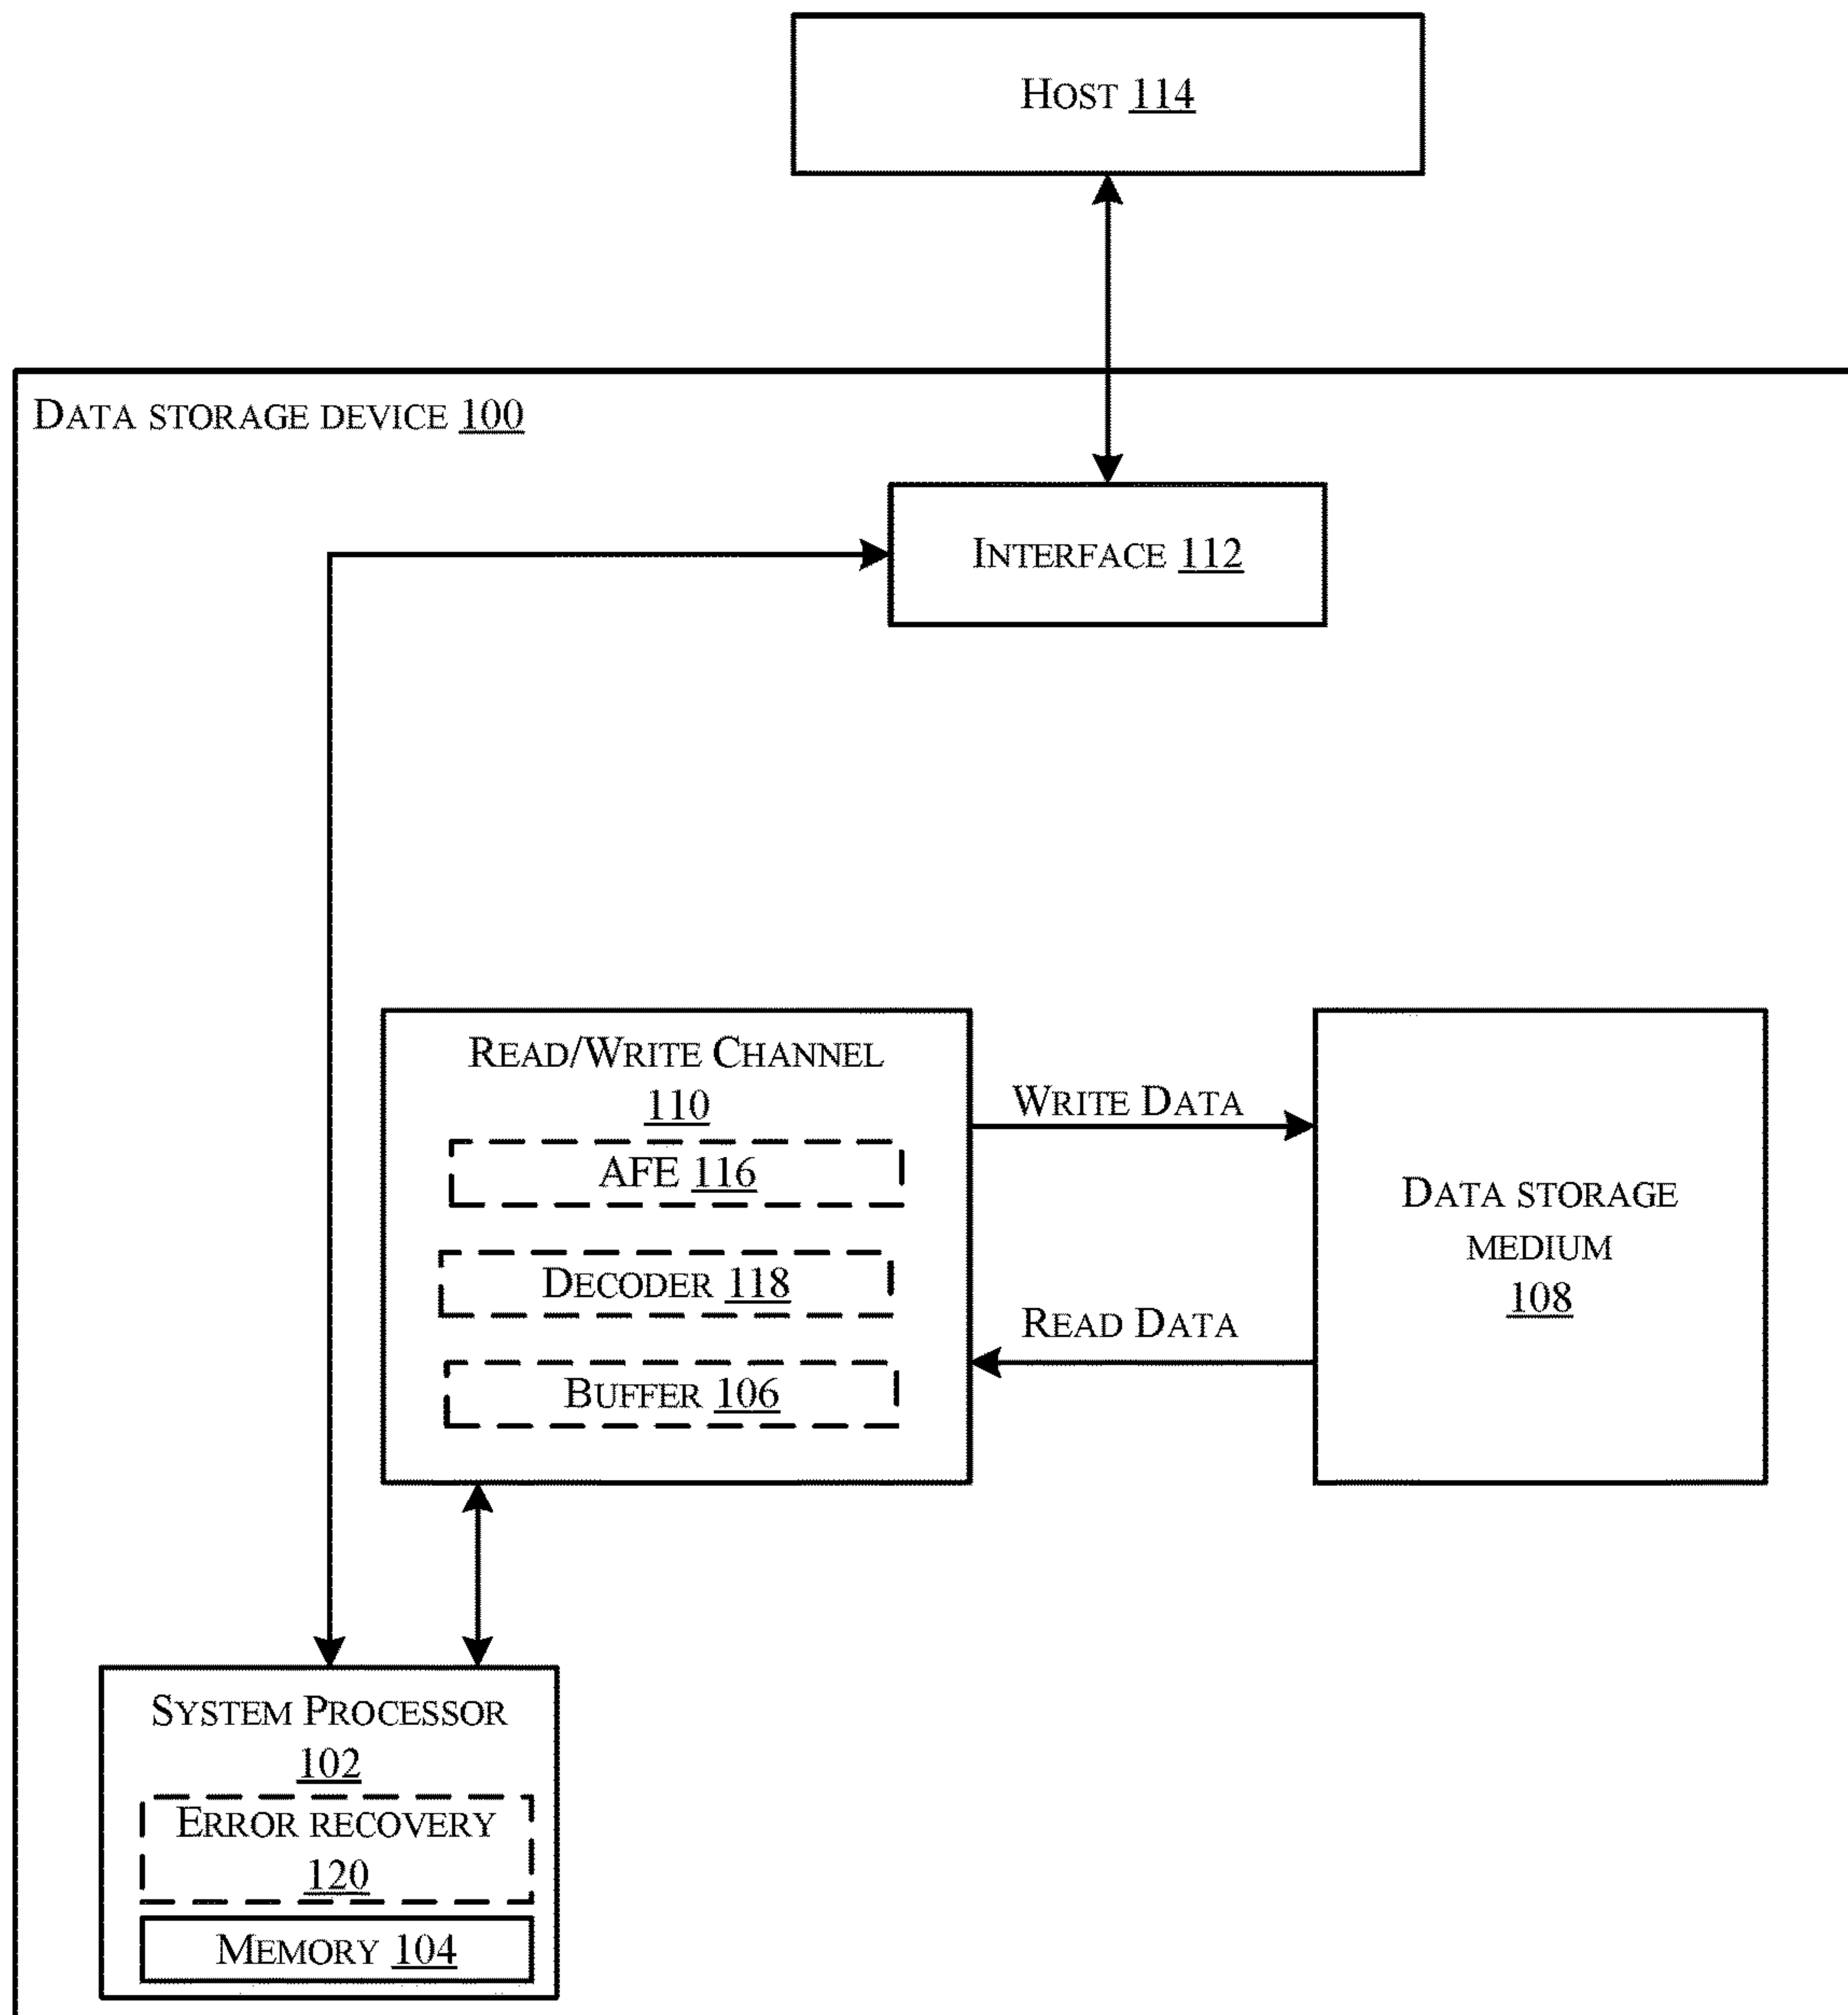 HOST 114
DATA STORAGE DEVICE 100
INTERFACE 112
READ/WRITE CHANNEL
110
AFE 116
DECODER 118
BUFFER 106
WRITE DATA
READ DATA
DATA STORAGE
MEDIUM
108
SYSTEM PROCESSOR
102
ERROR RECOVERY
120
MEMORY 104